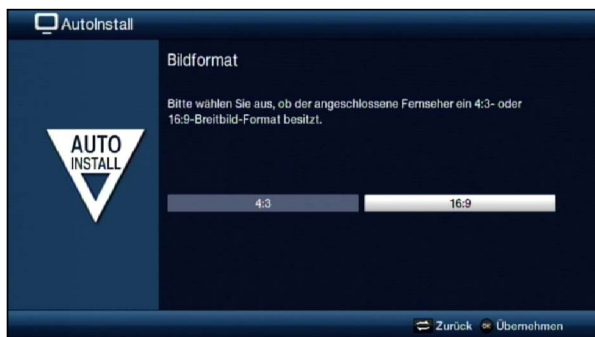 AutoInstall
Bildformat
Bitte wählen Sie aus, ob der angeschlossene Fernseher ein 4:3- oder
16:9-Breitbild-Format besitzt.
AUTO
INSTALL
4:3
16:9
Zurück OK Übernehmen